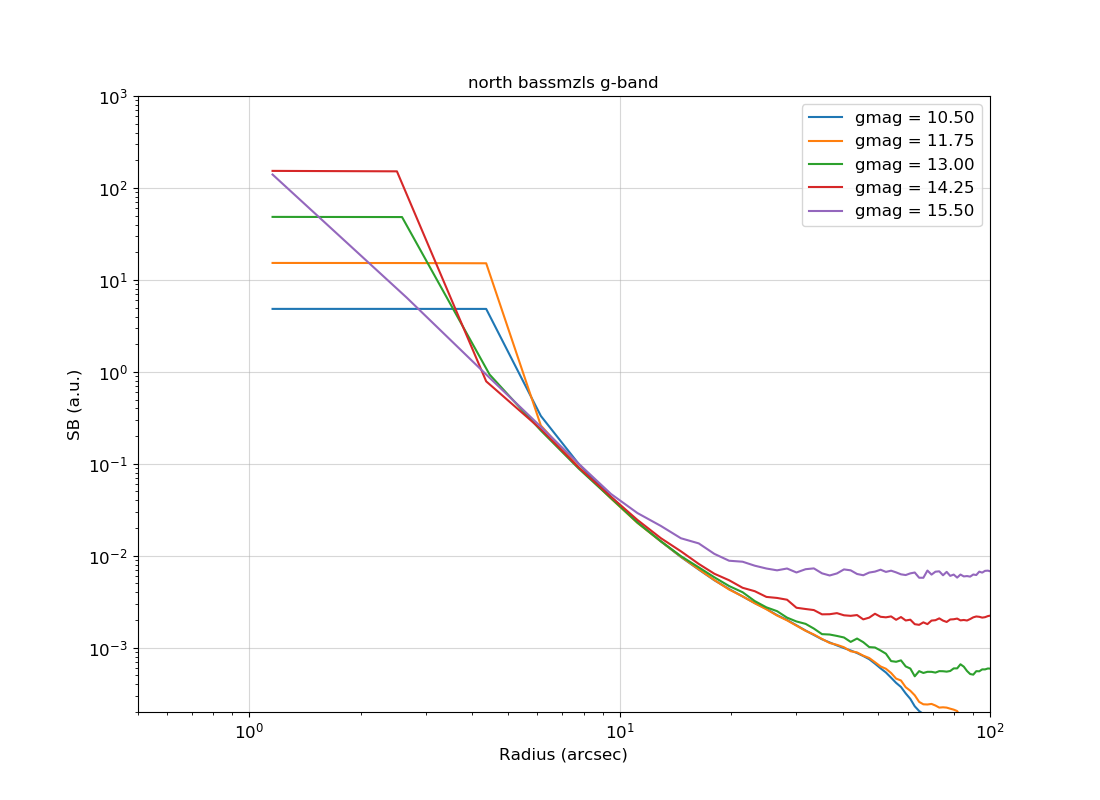 north bassmzls g-band
10³
10²
10¹
10⁰
10⁻¹
10⁻²
10⁻³
SB (a.u.)
gmag = 10.50
gmag = 11.75
gmag = 13.00
gmag = 14.25
gmag = 15.50
10⁰ 10¹ 10²
Radius (arcsec)